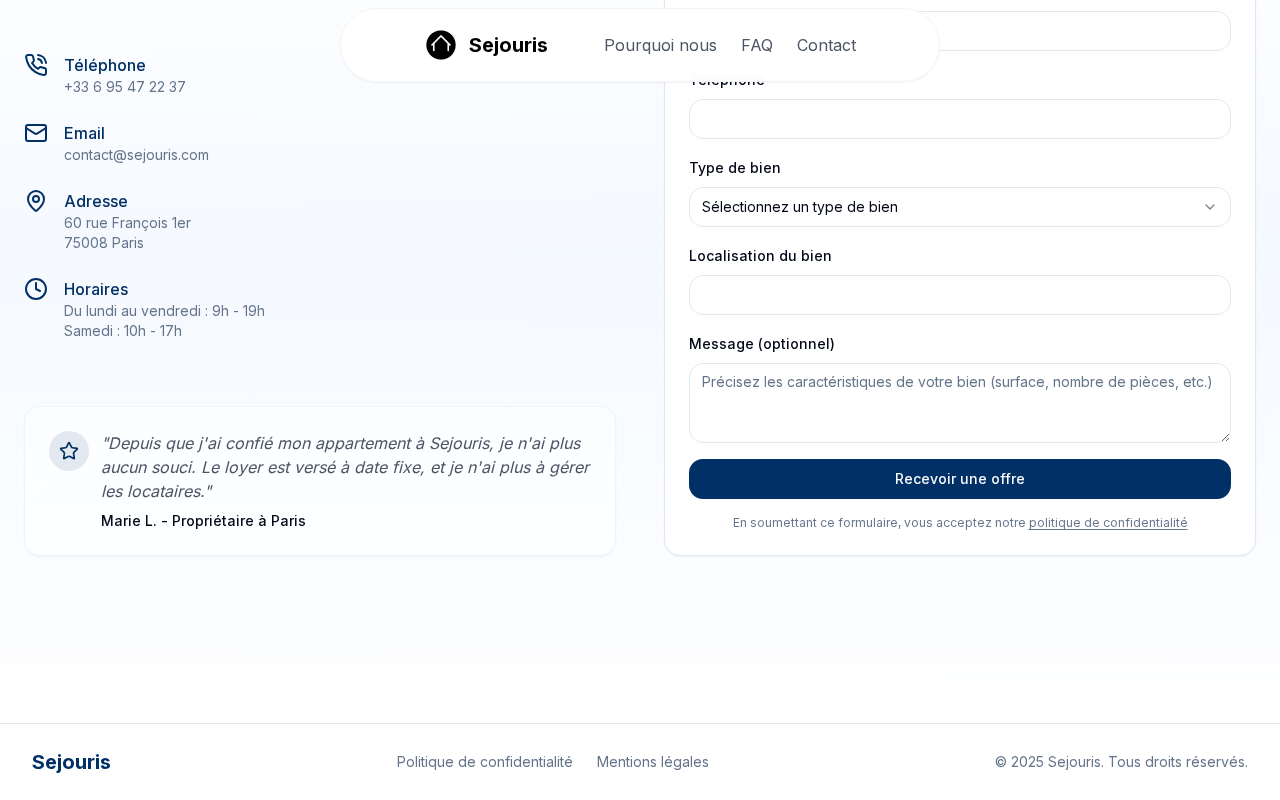 Sejouris
Pourquoi nous
FAQ
Contact
Téléphone
+33 6 95 47 22 37
Email
contact@sejouris.com
Adresse
60 rue François 1er
75008 Paris
Horaires
Du lundi au vendredi : 9h - 19h
Samedi : 10h - 17h
"Depuis que j'ai confié mon appartement à Sejouris, je n'ai plus
aucun souci. Le loyer est versé à date fixe, et je n'ai plus à gérer
les locataires."
Marie L. - Propriétaire à Paris
Téléphone
Type de bien
Sélectionnez un type de bien
Localisation du bien
Message (optionnel)
Précisez les caractéristiques de votre bien (surface, nombre de pièces, etc.)
Recevoir une offre
En soumettant ce formulaire, vous acceptez notre politique de confidentialité
Sejouris
Politique de confidentialité
Mentions légales
© 2025 Sejouris. Tous droits réservés.